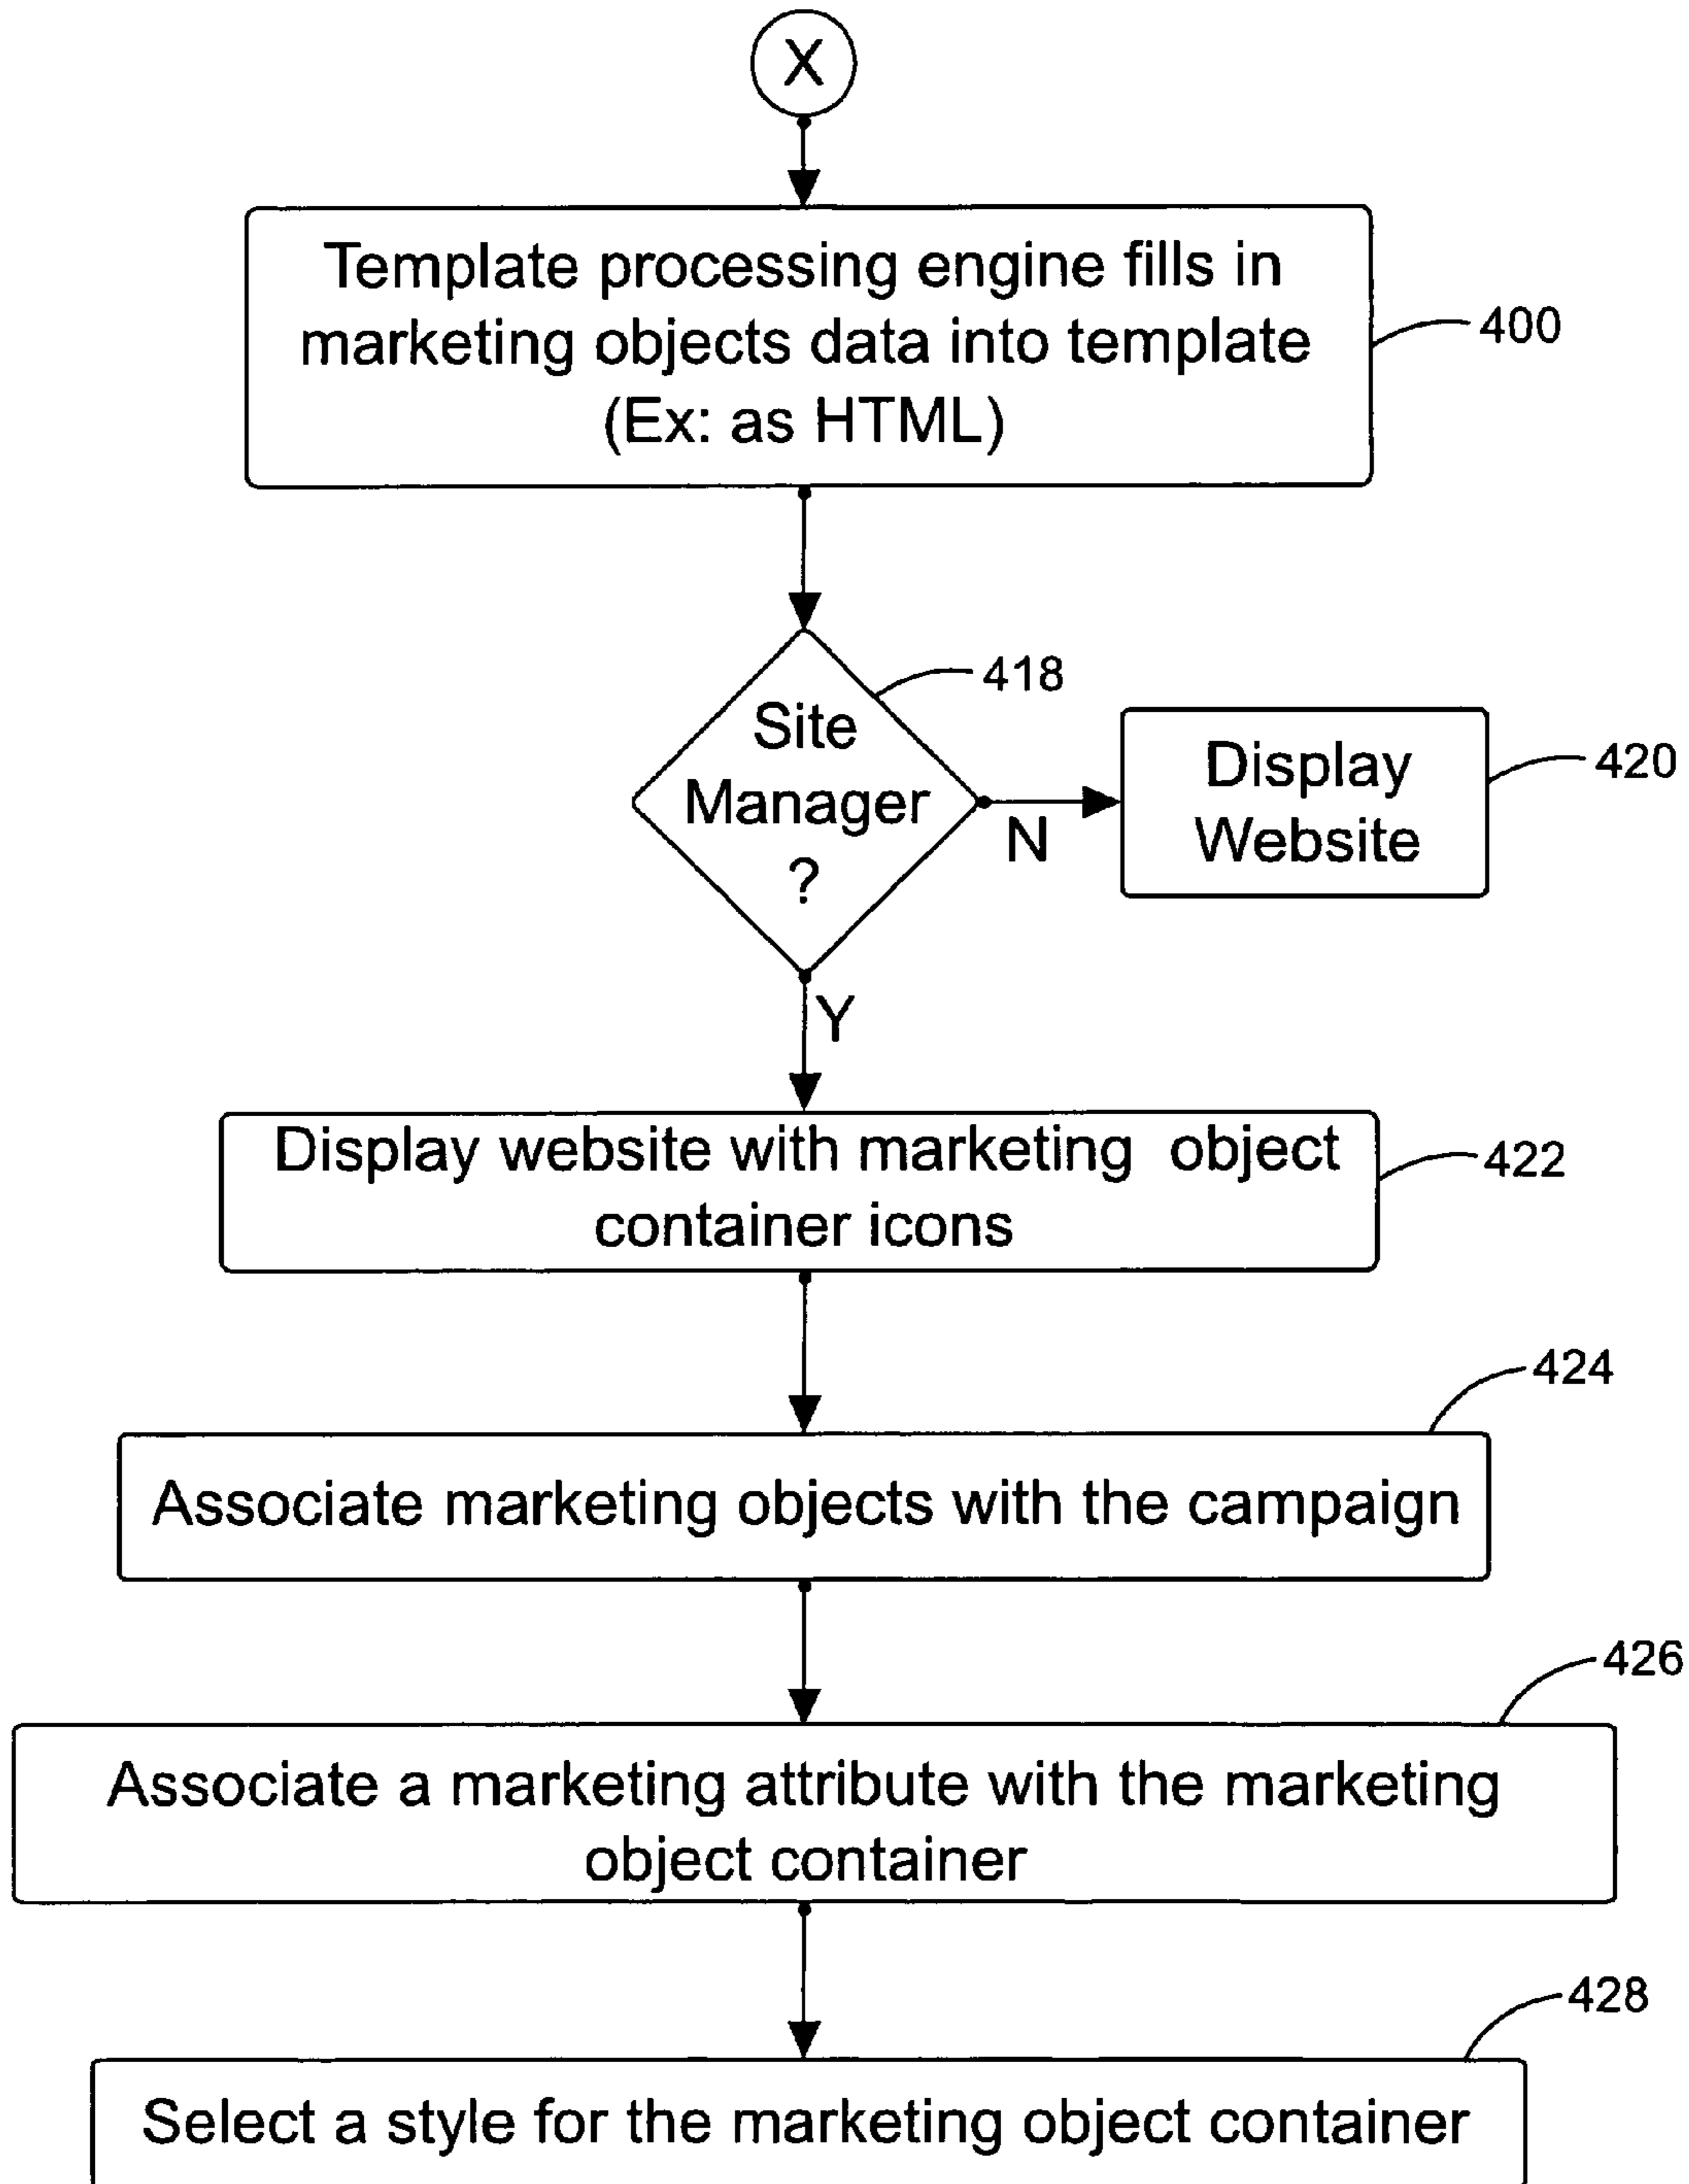 X
Template processing engine fills in
marketing objects data into template
(Ex: as HTML)
400
418
Site
Manager
?
N
Display
Website
420
Y
Display website with marketing object
container icons
422
424
Associate marketing objects with the campaign
426
Associate a marketing attribute with the marketing
object container
428
Select a style for the marketing object container